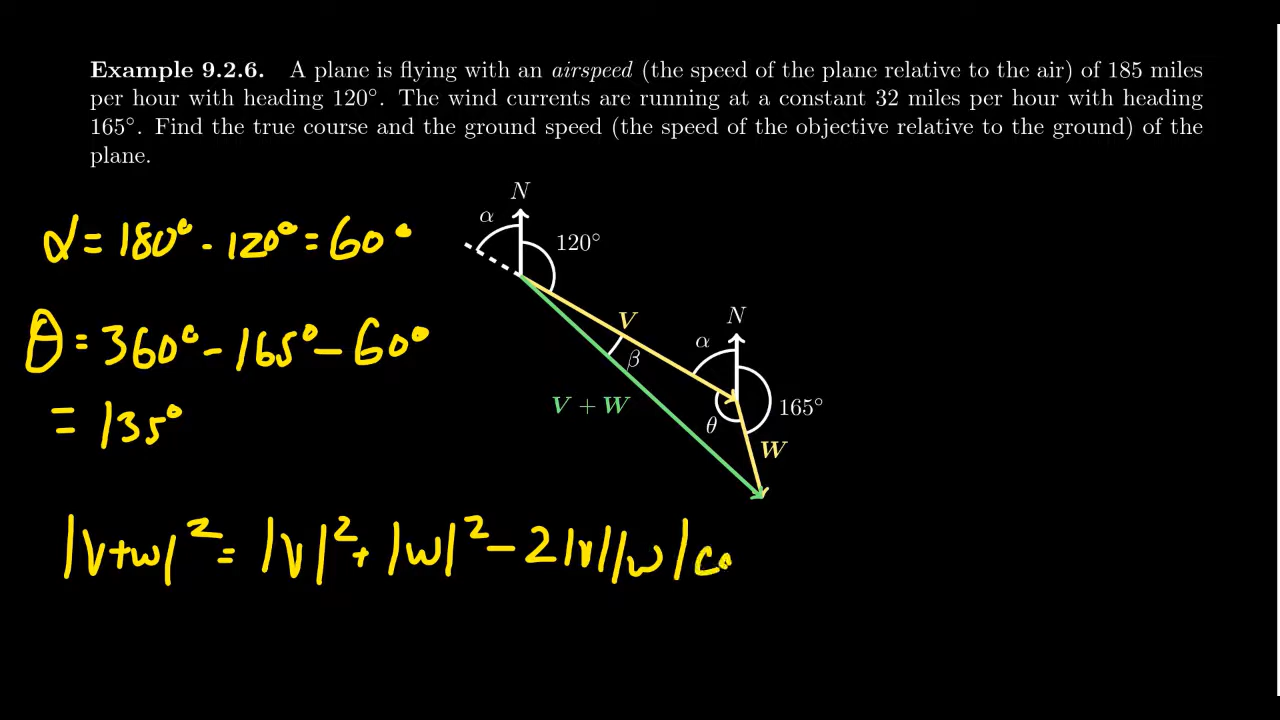 Example 9.2.6. A plane is flying with an airspeed (the speed of the plane relative to the air) of 185 miles
per hour with heading 120°. The wind currents are running at a constant 32 miles per hour with heading
165°. Find the true course and the ground speed (the speed of the objective relative to the ground) of the
plane.
N
α
120°
α = 180° - 120° = 60°
N
V
α
β
θ = 360° - 165° - 60°
V + W
165°
θ
= 135°
W
|V+W|² = |V|² + |W|² - 2|V||W| co